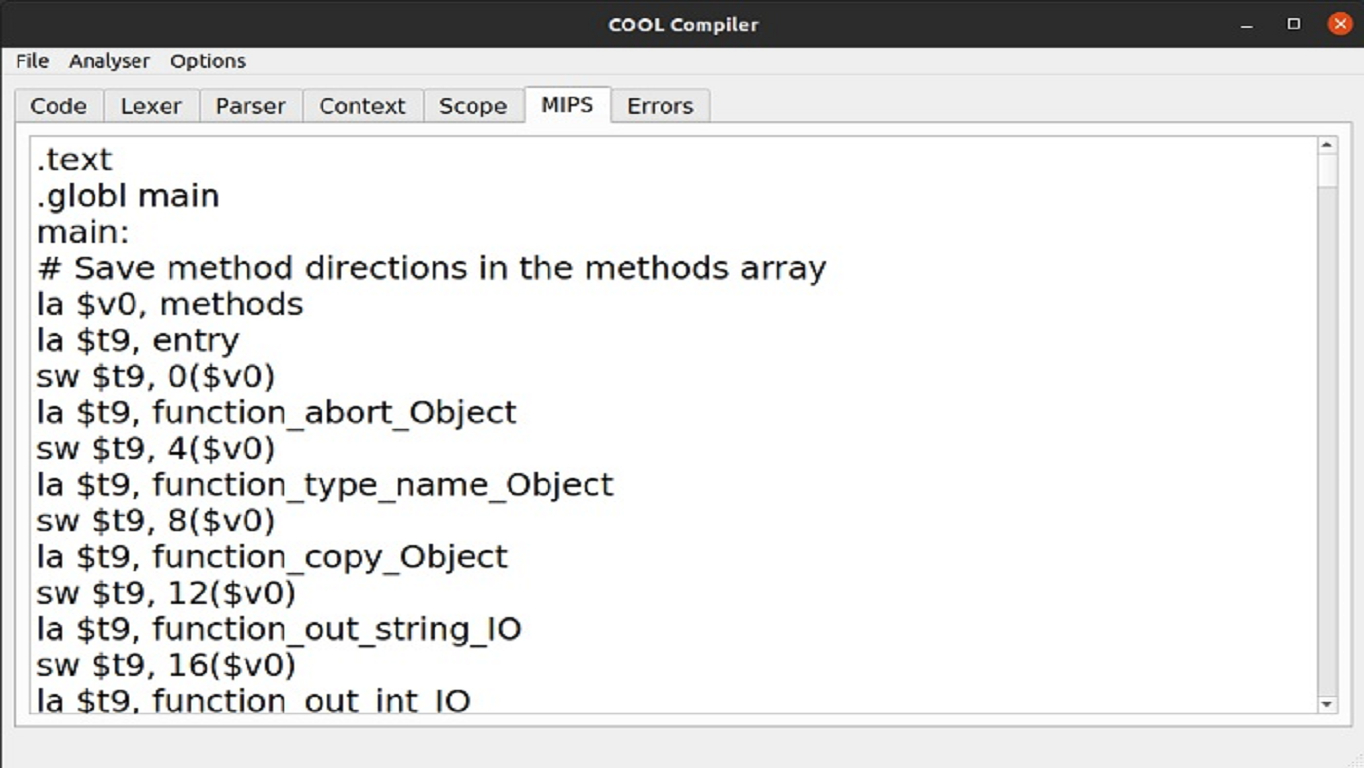 COOL Compiler
File Analyser Options
Code Lexer Parser Context Scope MIPS Errors
.text
.globl main
main:
# Save method directions in the methods array
la $v0, methods
la $t9, entry
sw $t9, 0($v0)
la $t9, function_abort_Object
sw $t9, 4($v0)
la $t9, function_type_name_Object
sw $t9, 8($v0)
la $t9, function_copy_Object
sw $t9, 12($v0)
la $t9, function_out_string_IO
sw $t9, 16($v0)
la $t9, function_out_int_IO